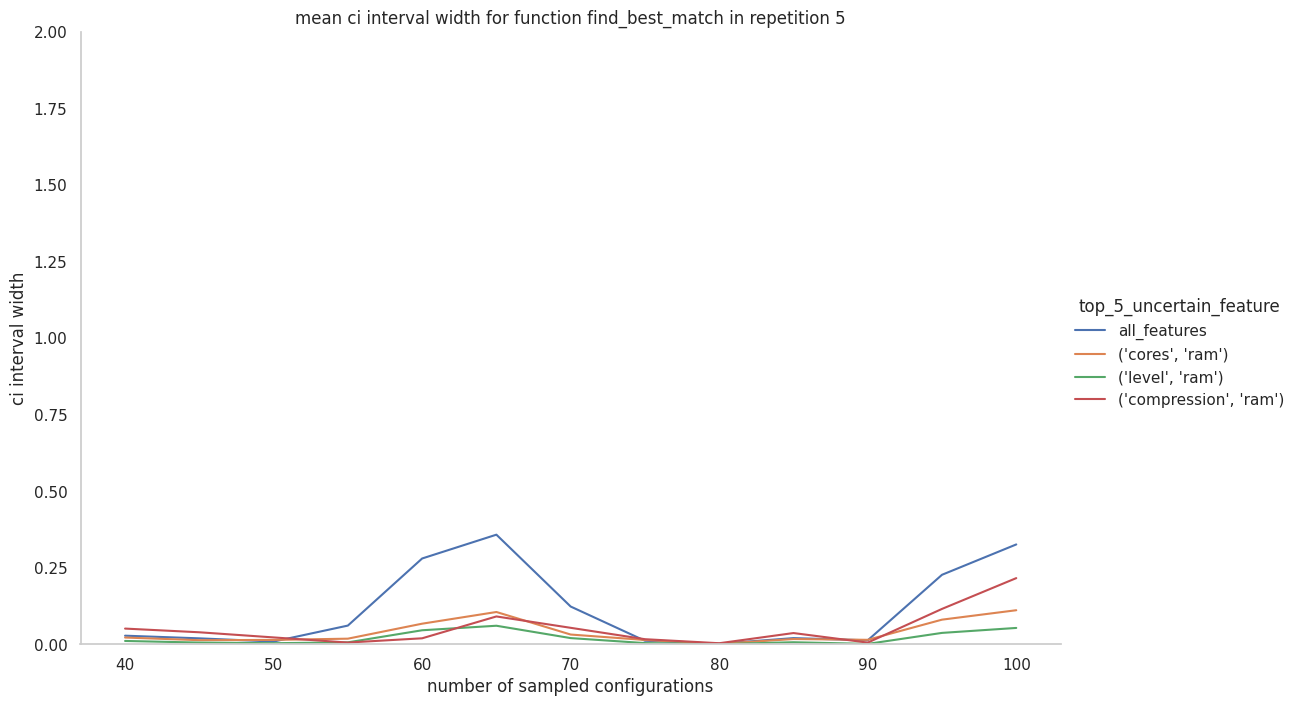 mean ci interval width for function find_best_match in repetition 5
2.00
1.75
1.50
1.25
1.00
0.75
0.50
0.25
0.00
ci interval width
40 50 60 70 80 90 100
number of sampled configurations
top_5_uncertain_feature
all_features
('cores', 'ram')
('level', 'ram')
('compression', 'ram')